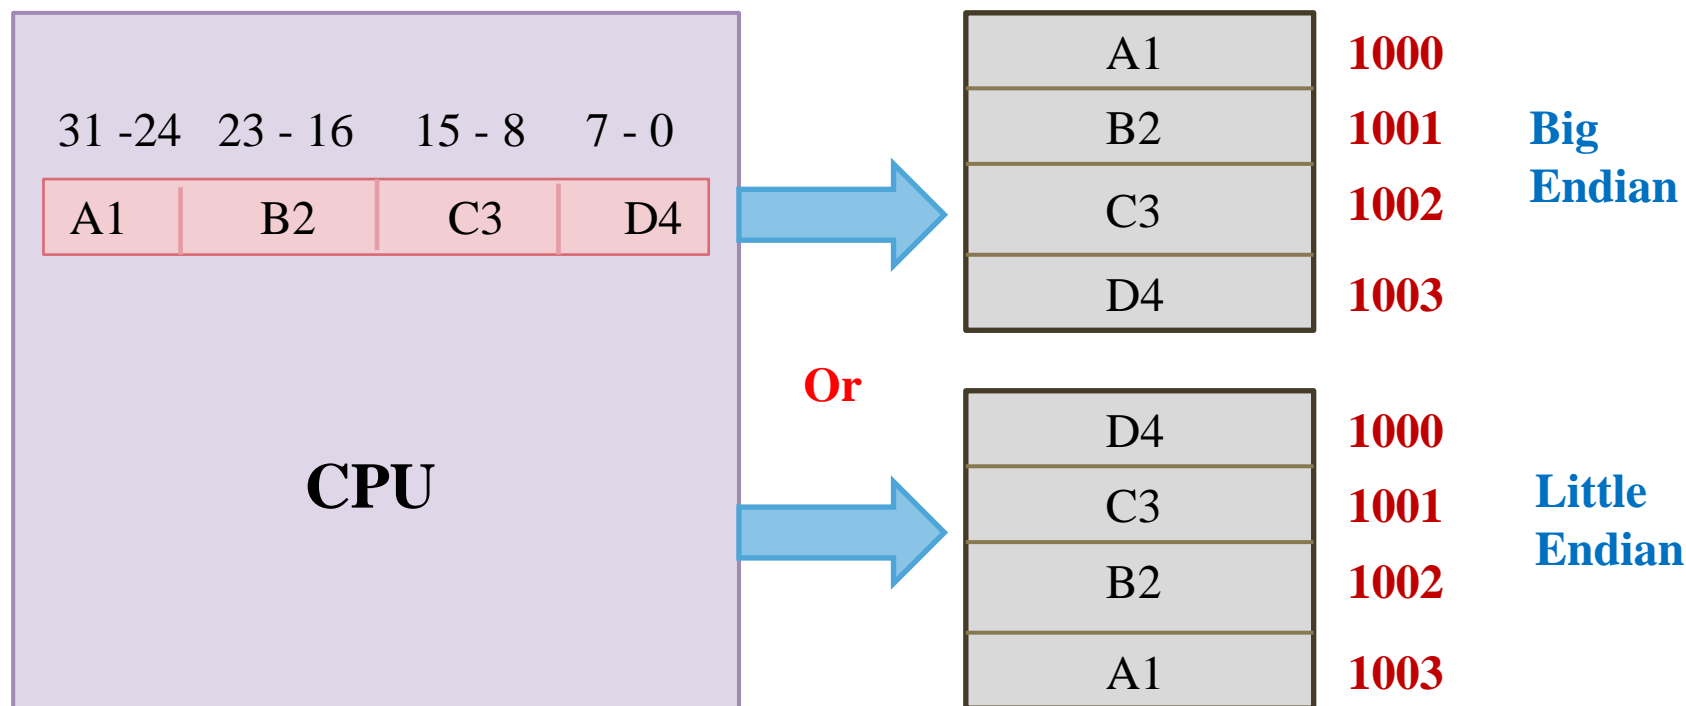 31 -24 23 - 16 15 - 8 7 - 0
A1 B2 C3 D4
CPU
Or
A1 1000
B2 1001
C3 1002
D4 1003
Big
Endian
D4 1000
C3 1001
B2 1002
A1 1003
Little
Endian